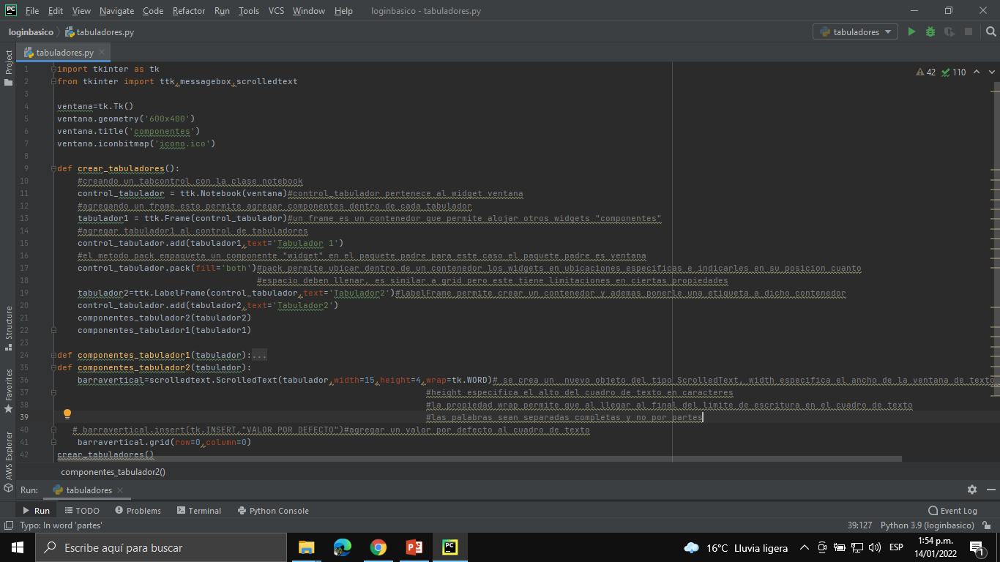 File Edit View Navigate Code Refactor Run Tools VCS Window Help loginbasico - tabuladores.py
loginbasico tabuladores.py tabuladores
Project
tabuladores.py
1 import tkinter as tk
42 110
2 from tkinter import ttk,messagebox,scrolledtext
3
4 ventana=tk.Tk()
5 ventana.geometry('600x400')
6 ventana.title('componentes')
7 ventana.iconbitmap('icono.ico')
8
9 def crear_tabuladores():
10 #creando un tabcontrol con la clase notebook
11 control_tabulador = ttk.Notebook(ventana)#control_tabulador pertenece al widget ventana
12 #agregando un frame esto permite agregar componentes dentro de cada tabulador
13 tabulador1 = ttk.Frame(control_tabulador)#un frame es un contenedor que permite alojar otros widgets "componentes"
14 #agregar tabulador1 al control de tabuladores
15 control_tabulador.add(tabulador1,text='Tabulador 1')
16 #el metodo pack empaqueta un componente "widget" en el paquete padre para este caso el paquete padre es ventana
17 control_tabulador.pack(fill='both')#pack permite ubicar dentro de un contenedor los widgets en ubicaciones especificas e indicarles en su posicion cuanto
18 #espacio deben llenar, es similar a grid pero este tiene limitaciones en ciertas propiedades
19 tabulador2=ttk.LabelFrame(control_tabulador,text='Tabulador2')#labelFrame permite crear un contenedor y ademas ponerle una etiqueta a dicho contenedor
20 control_tabulador.add(tabulador2,text='Tabulador2')
21 componentes_tabulador2(tabulador2)
22 componentes_tabulador1(tabulador1)
23
24 def componentes_tabulador1(tabulador):...
35 def componentes_tabulador2(tabulador):
36 barravertical=scrolledtext.ScrolledText(tabulador,width=15,height=4,wrap=tk.WORD)# se crea un  nuevo objeto del tipo ScrolledText, width especifica el ancho de la ventana de texto
37 #height especifica el alto del cuadro de texto en caracteres
38 #la propiedad wrap permite que al llegar al final del limite de escritura en el cuadro de texto
39 #las palabras sean separadas completas y no por partes
40 # barravertical.insert(tk.INSERT,"VALOR POR DEFECTO")#agregar un valor por defecto al cuadro de texto
41 barravertical.grid(row=0,column=0)
42 crear_tabuladores()
Structure
Favorites
AWS Explorer
componentes_tabulador2()
Run: tabuladores
Run TODO Problems Terminal Python Console Event Log
Typo: In word 'partes' 39:127 Python 3.9 (loginbasico)
Escribe aquí para buscar
16°C Lluvia ligera ESP 1:54 p.m.
14/01/2022 1